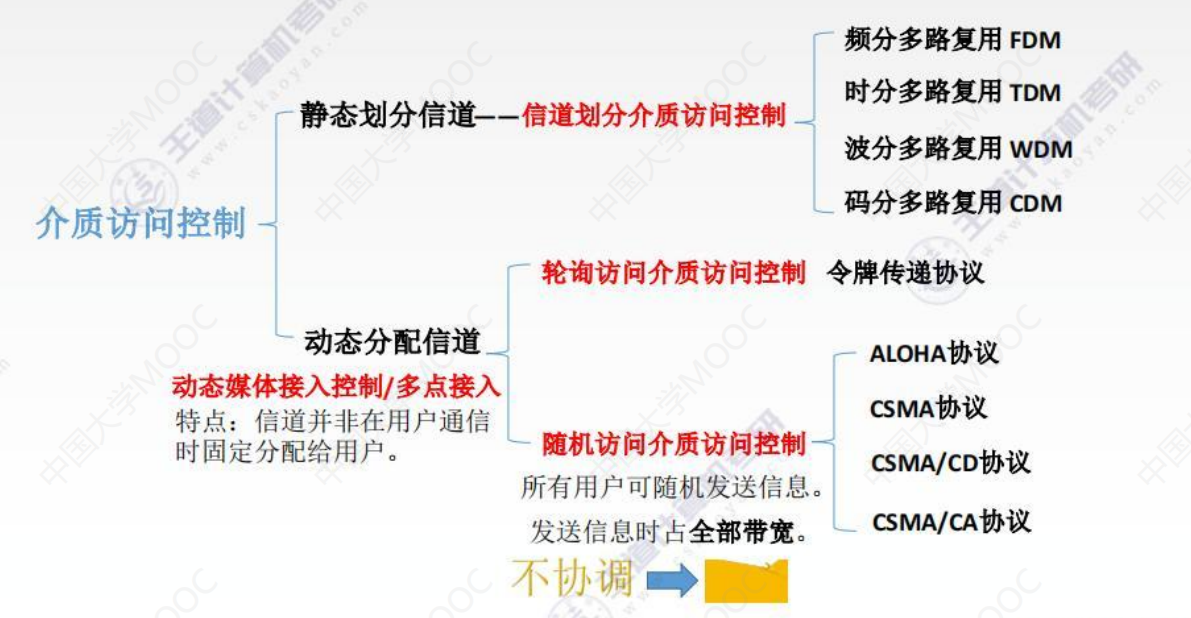 频分多路复用 FDM
时分多路复用 TDM
静态划分信道——信道划分介质访问控制
波分多路复用 WDM
码分多路复用 CDM
介质访问控制
轮询访问介质访问控制 令牌传递协议
动态分配信道
ALOHA协议
动态媒体接入控制/多点接入
CSMA协议
特点：信道并非在用户通信
时固定分配给用户。
随机访问介质访问控制
CSMA/CD协议
所有用户可随机发送信息。
CSMA/CA协议
发送信息时占全部带宽。
不协调
中国大学MOOC
王道计算机考研
www.cskaoyan.com